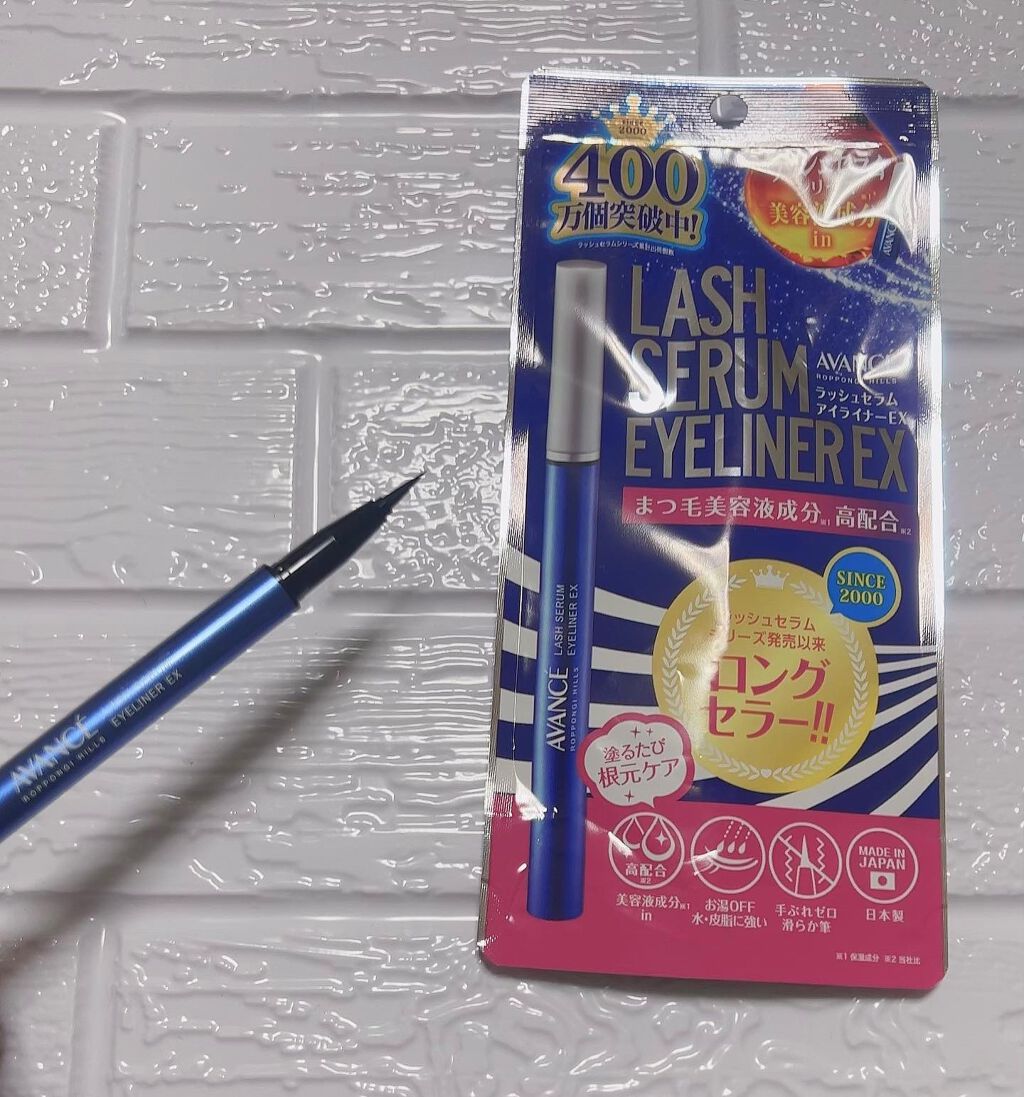 SINCE
2000
400
万個突破中!
ラッシュセラムシリーズ累計出荷個数
美容液成分
in
LASH
SERUM
EYELINER EX
AVANCE
ROPPONGI HILLS
ラッシュセラム
アイライナーEX
まつ毛美容液成分※1 高配合※2
SINCE
2000
ラッシュセラム
シリーズ発売以来
ロング
セラー!!
塗るたび
根元ケア
AVANCÉ LASH SERUM
ROPPONGI HILLS EYELINER EX
高配合
※2
美容液成分※1
in
お湯OFF
水・皮脂に強い
手ぶれゼロ
滑らか筆
MADE IN
JAPAN
日本製
※1 保湿成分 ※2 当社比
AVANCÉ EYELINER EX
ROPPONGI HILLS